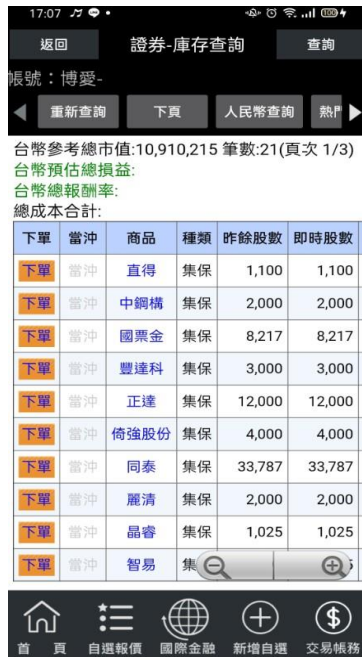 17:07
返回 證券-庫存查詢 查詢
帳號：博愛-
重新查詢 下頁 人民幣查詢 熱門
台幣參考總市值:10,910,215 筆數:21(頁次 1/3)
台幣預估總損益:
台幣總報酬率:
總成本合計:
下單 當沖 商品 種類 昨餘股數 即時股數
下單 當沖 直得 集保 1,100 1,100
下單 當沖 中鋼構 集保 2,000 2,000
下單 當沖 國票金 集保 8,217 8,217
下單 當沖 豐達科 集保 3,000 3,000
下單 當沖 正達 集保 12,000 12,000
下單 當沖 倚強股份 集保 4,000 4,000
下單 當沖 同泰 集保 33,787 33,787
下單 當沖 麗清 集保 2,000 2,000
下單 當沖 晶睿 集保 1,025 1,025
下單 當沖 智易 集
首 頁 自選報價 國際金融 新增自選 交易帳務